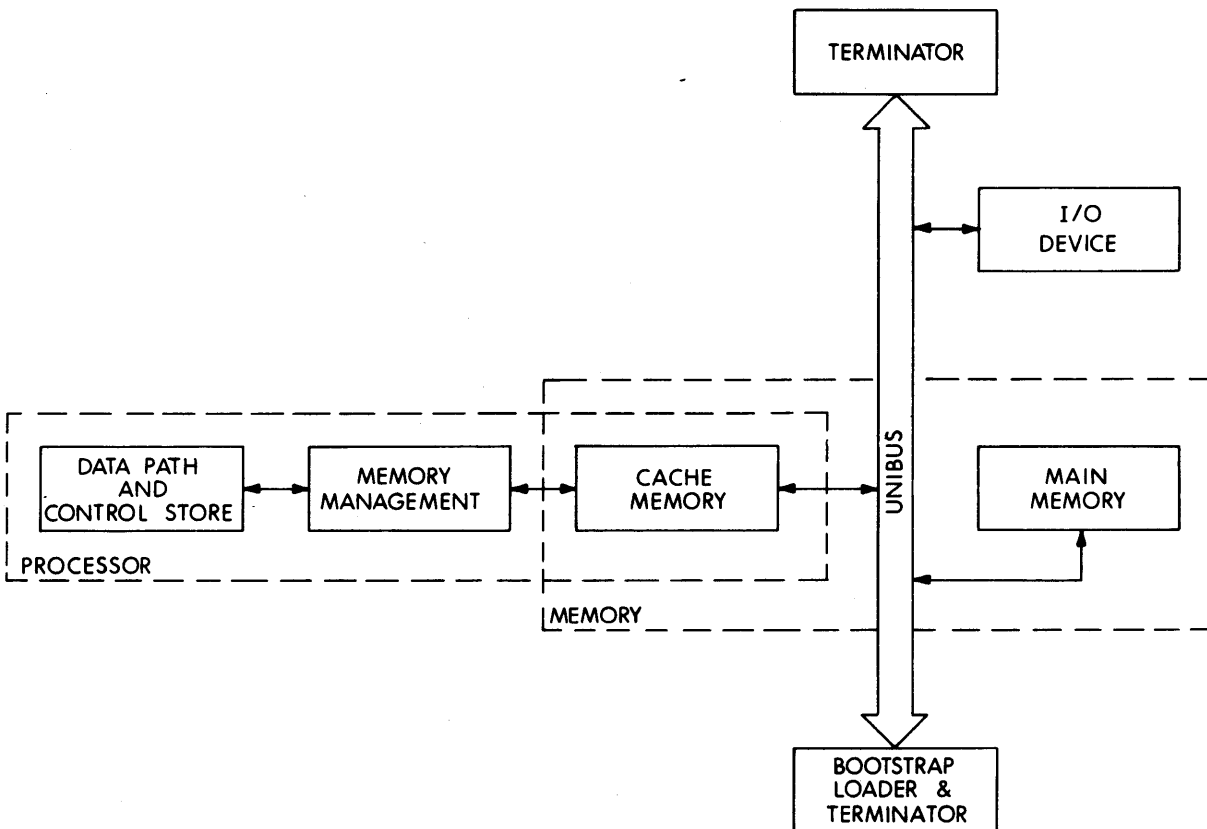 TERMINATOR
I/O
DEVICE
DATA PATH
AND
CONTROL STORE
MEMORY
MANAGEMENT
CACHE
MEMORY
UNIBUS
MAIN
MEMORY
PROCESSOR
MEMORY
BOOTSTRAP
LOADER &
TERMINATOR